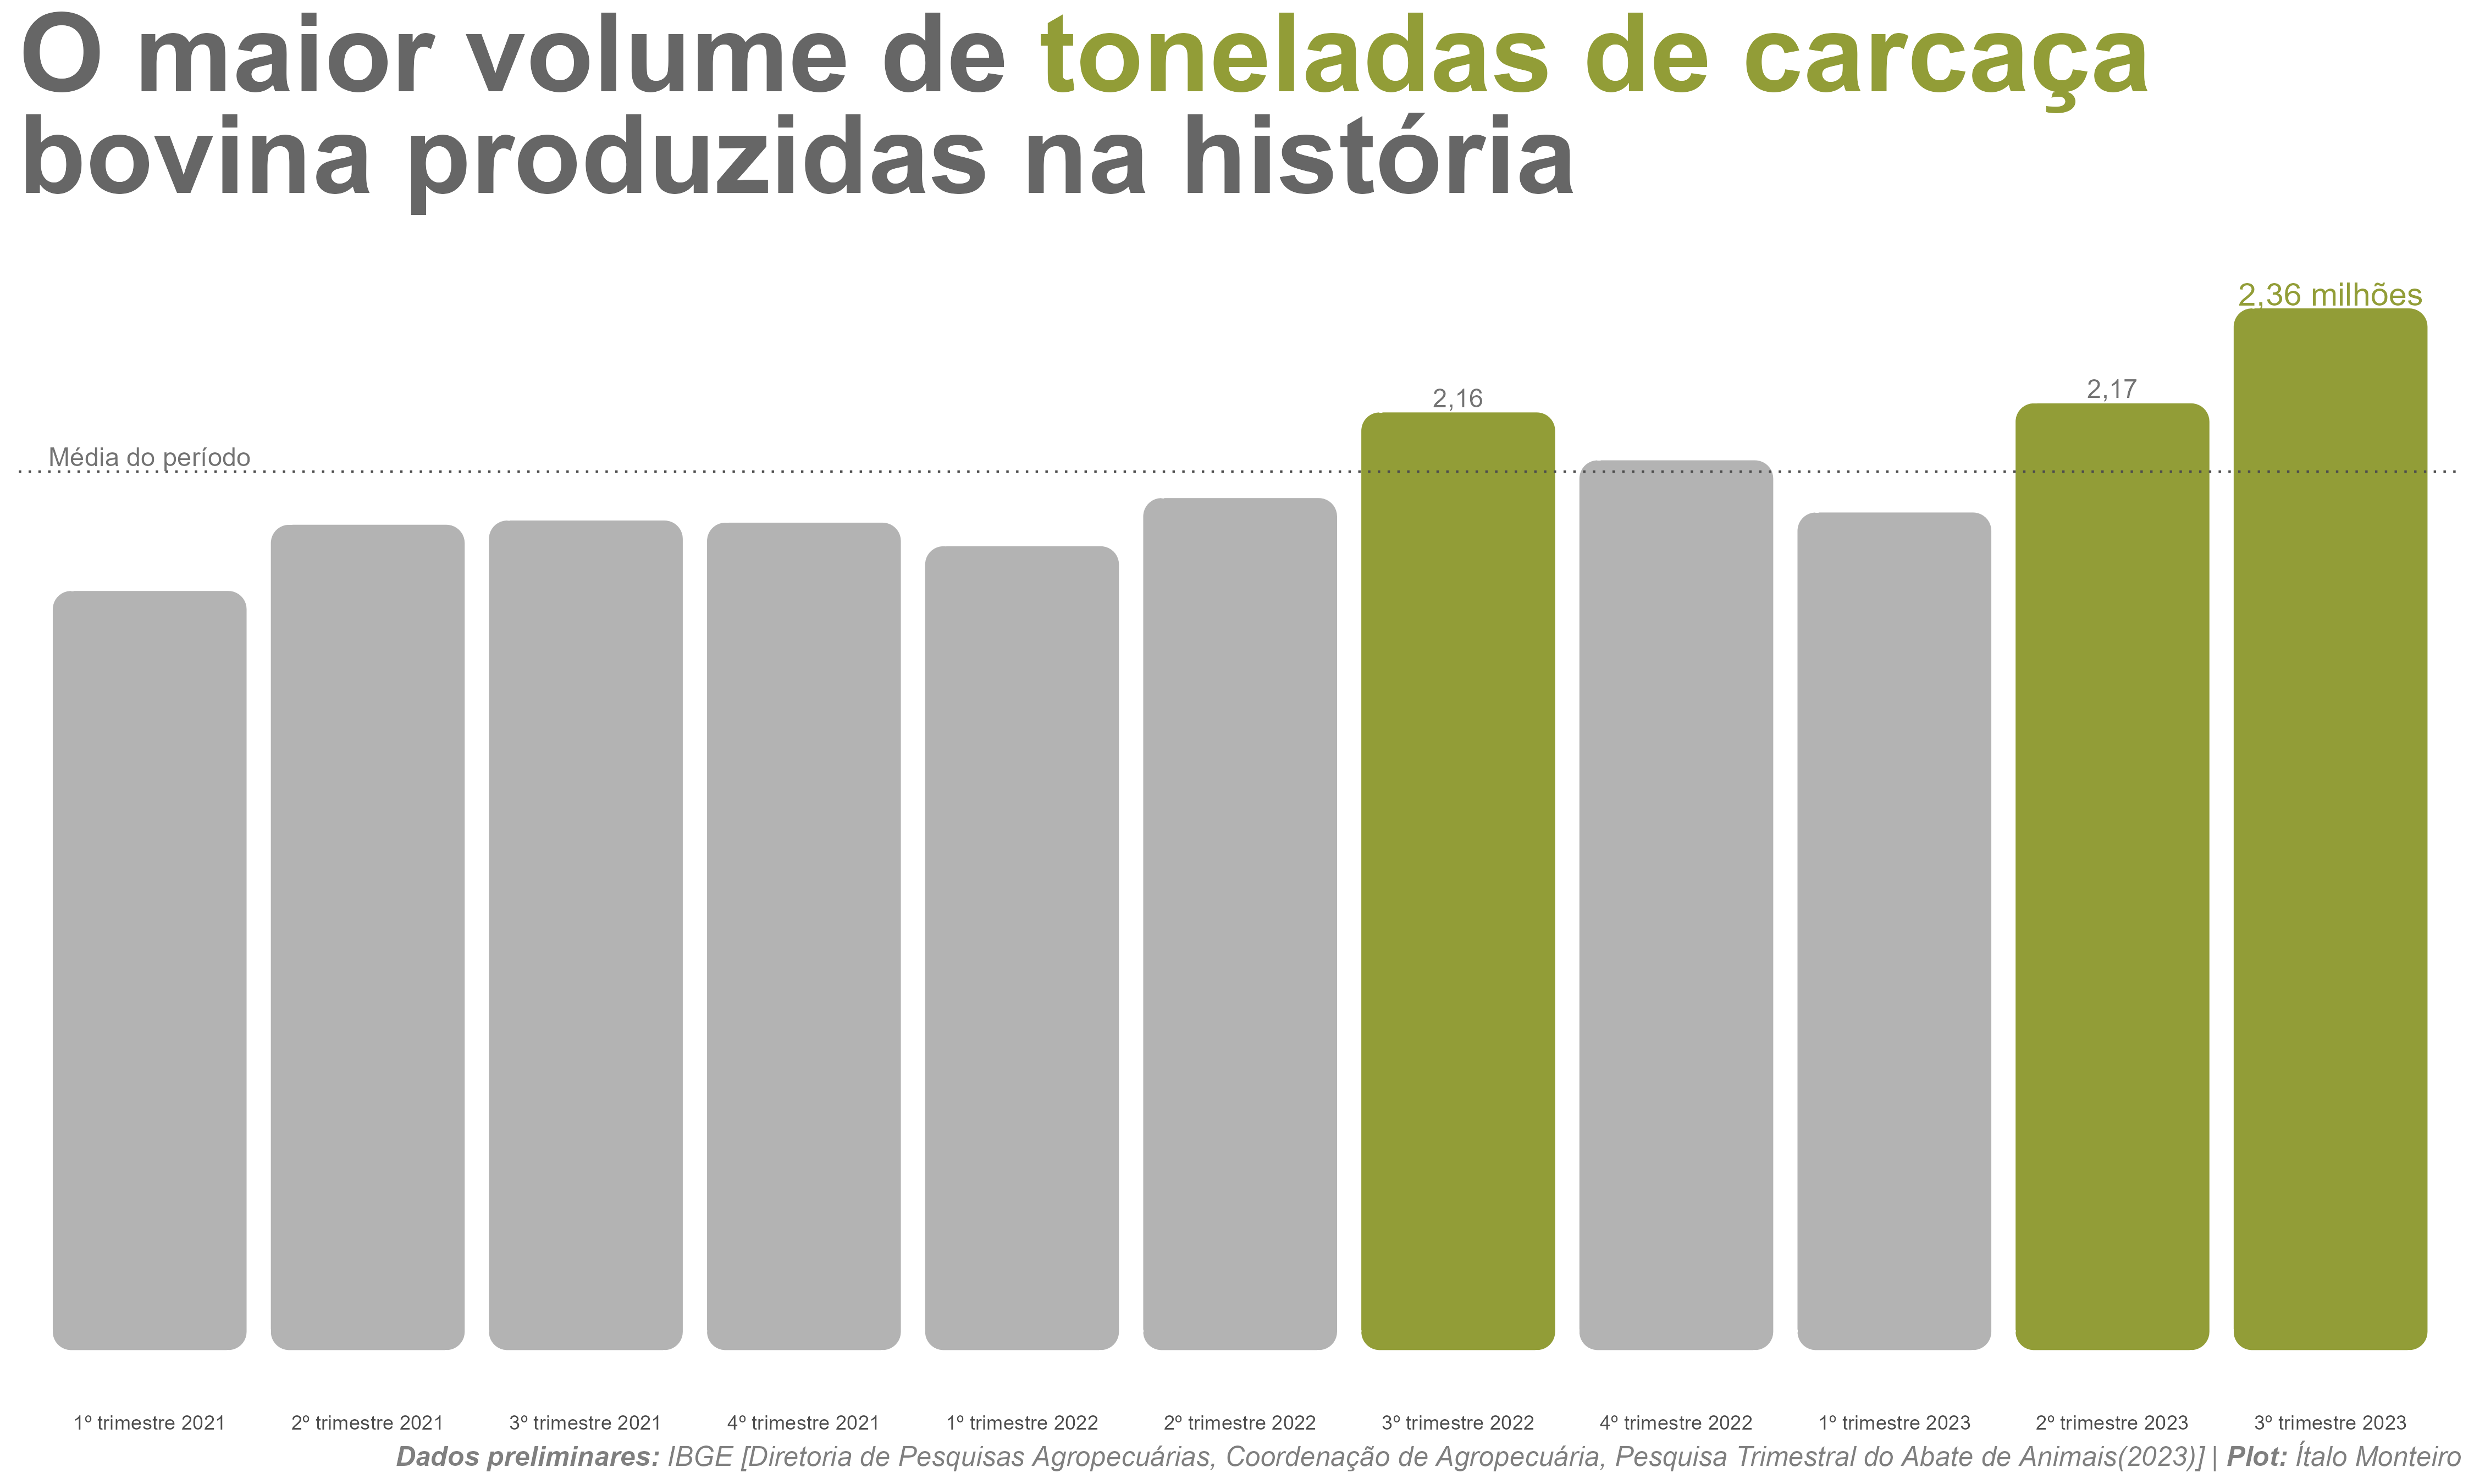 O maior volume de toneladas de carcaça
bovina produzidas na história
2,36 milhões
2,17
2,16
Média do período
1º trimestre 2021
2º trimestre 2021
3º trimestre 2021
4º trimestre 2021
1º trimestre 2022
2º trimestre 2022
3º trimestre 2022
4º trimestre 2022
1º trimestre 2023
2º trimestre 2023
3º trimestre 2023
Dados preliminares: IBGE [Diretoria de Pesquisas Agropecuárias, Coordenação de Agropecuária, Pesquisa Trimestral do Abate de Animais(2023)] | Plot: Ítalo Monteiro